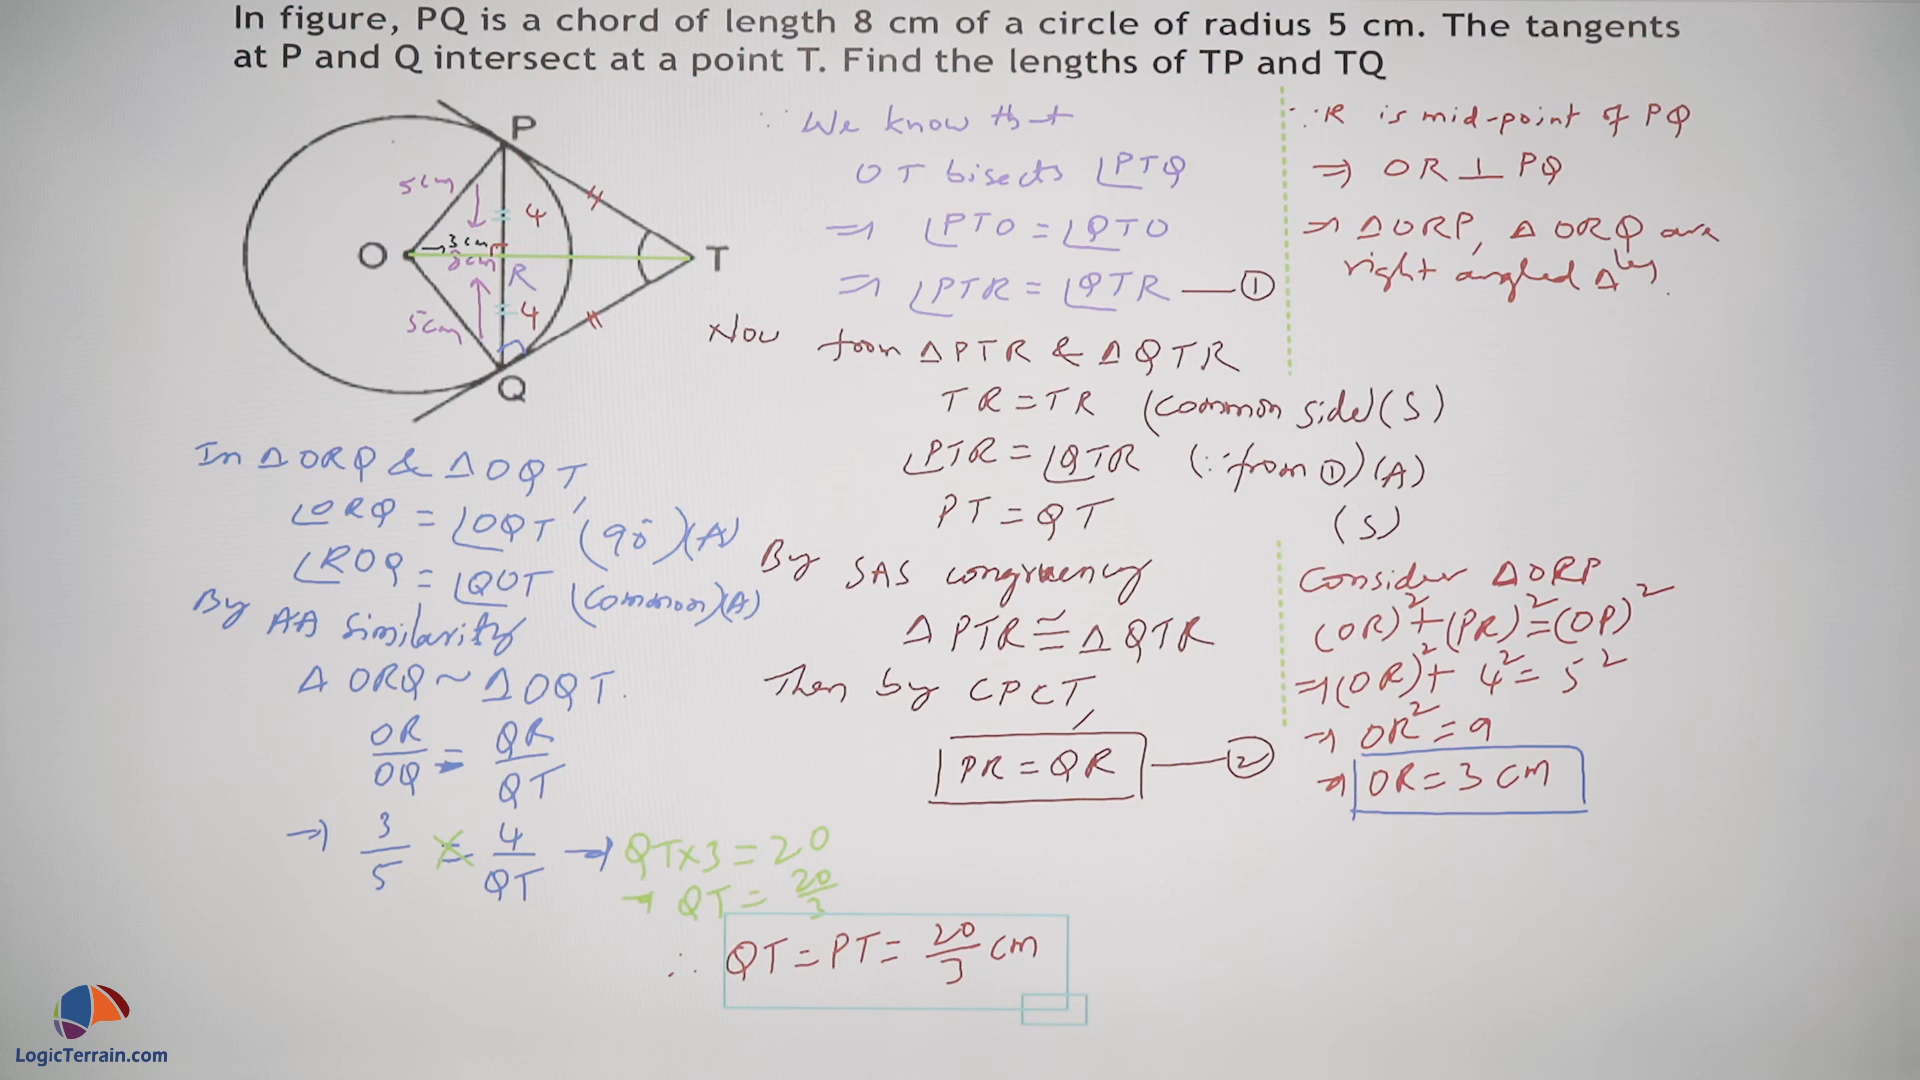 In figure, PQ is a chord of length 8 cm of a circle of radius 5 cm. The tangents
at P and Q intersect at a point T. Find the lengths of TP and TQ
P
5cm
4
O
3cm
8cm
R
T
5cm
4
Q
∵ We know that
OT bisects ∠PTQ
⇒ ∠PTO = ∠QTO
⇒ ∠PTR = ∠QTR — ①
Now from ΔPTR & ΔQTR
TR = TR (Common side) (S)
∠PTR = ∠QTR (∵ from ①) (A)
PT = QT (S)
By SAS congruency
ΔPTR ≅ ΔQTR
Then by CPCT,
PR = QR — ②
∵ R is mid-point of PQ
⇒ OR ⊥ PQ
⇒ ΔORP, ΔORQ are
right angled Δles.
Consider ΔORP
(OR)² + (PR)² = (OP)²
⇒ (OR)² + 4² = 5²
⇒ OR² = 9
⇒ OR = 3 cm
In ΔORQ & ΔOQT,
∠ORQ = ∠OQT (90°) (A)
∠ROQ = ∠QOT (Common) (A)
By AA Similarity
ΔORQ ~ ΔOQT.
OR/OQ = QR/QT
⇒ 3/5 = 4/QT ⇒ QT×3 = 20
⇒ QT = 20/3
∴ QT = PT = 20/3 cm
LogicTerrain.com